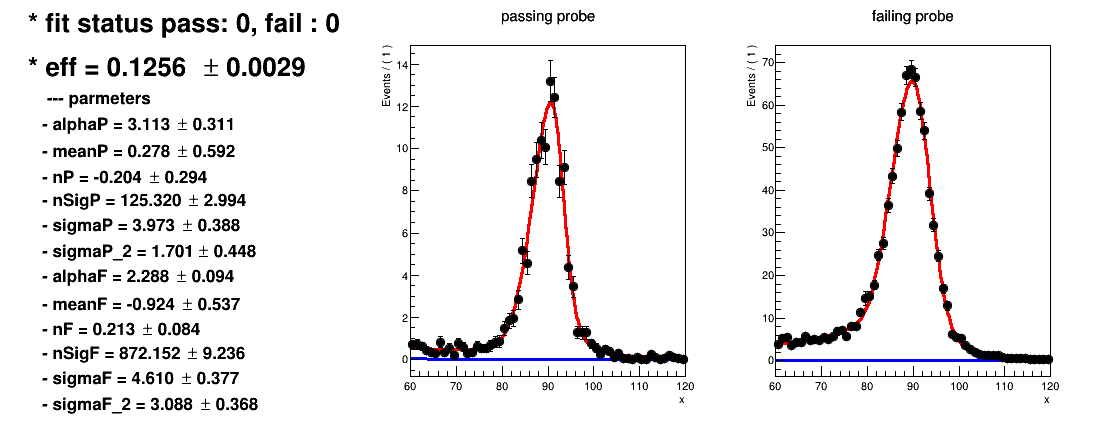 * fit status pass: 0, fail : 0
* eff = 0.1256 ± 0.0029
--- parmeters
- alphaP = 3.113 ± 0.311
- meanP = 0.278 ± 0.592
- nP = -0.204 ± 0.294
- nSigP = 125.320 ± 2.994
- sigmaP = 3.973 ± 0.388
- sigmaP_2 = 1.701 ± 0.448
- alphaF = 2.288 ± 0.094
- meanF = -0.924 ± 0.537
- nF = 0.213 ± 0.084
- nSigF = 872.152 ± 9.236
- sigmaF = 4.610 ± 0.377
- sigmaF_2 = 3.088 ± 0.368
passing probe
Events / ( 1 )
14
12
10
8
6
4
2
0
60 70 80 90 100 110 120
x
failing probe
Events / ( 1 )
70
60
50
40
30
20
10
0
60 70 80 90 100 110 120
x